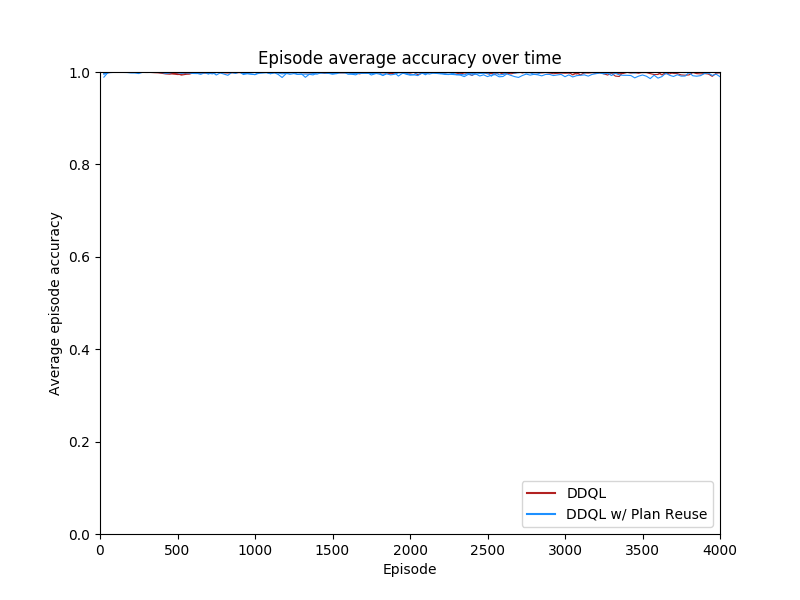 Episode average accuracy over time
Average episode accuracy
1.0
0.8
0.6
0.4
0.2
0.0
0 500 1000 1500 2000 2500 3000 3500 4000
Episode
DDQL
DDQL w/ Plan Reuse